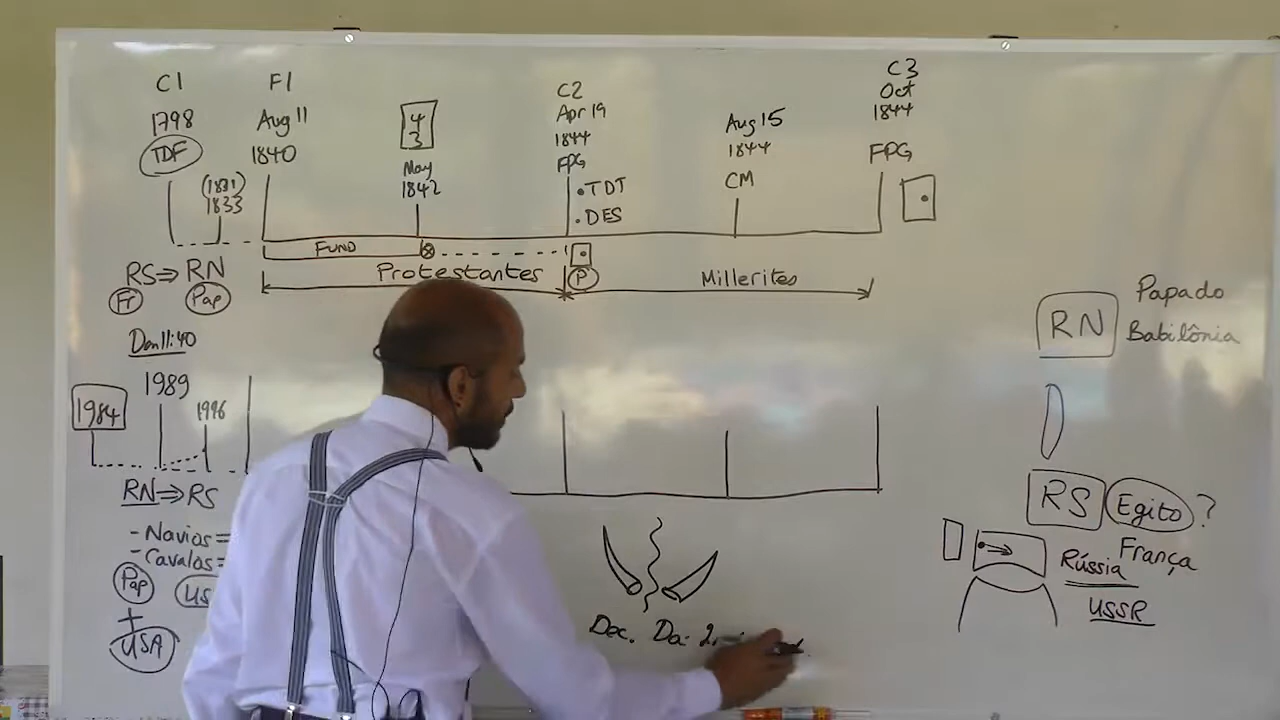 C1
1798
TDF
(1831)
1833
F1
Aug 11
1840
4
3
May
1842
C2
Apr 19
1844
FPG
•TDT
•DES
Aug 15
1844
CM
C3
Oct
1844
FPG
FUND
P
Protestantes
Millerites
RS⇒RN
Fr Pap
Dan 11:40
1984
1989
1996
RN⇒RS
-Navios=
-Cavalos=
Pap US
+
USA
Dec. Da
RN
Papado
Babilônia
RS Egito ?
França
Rússia
USSR